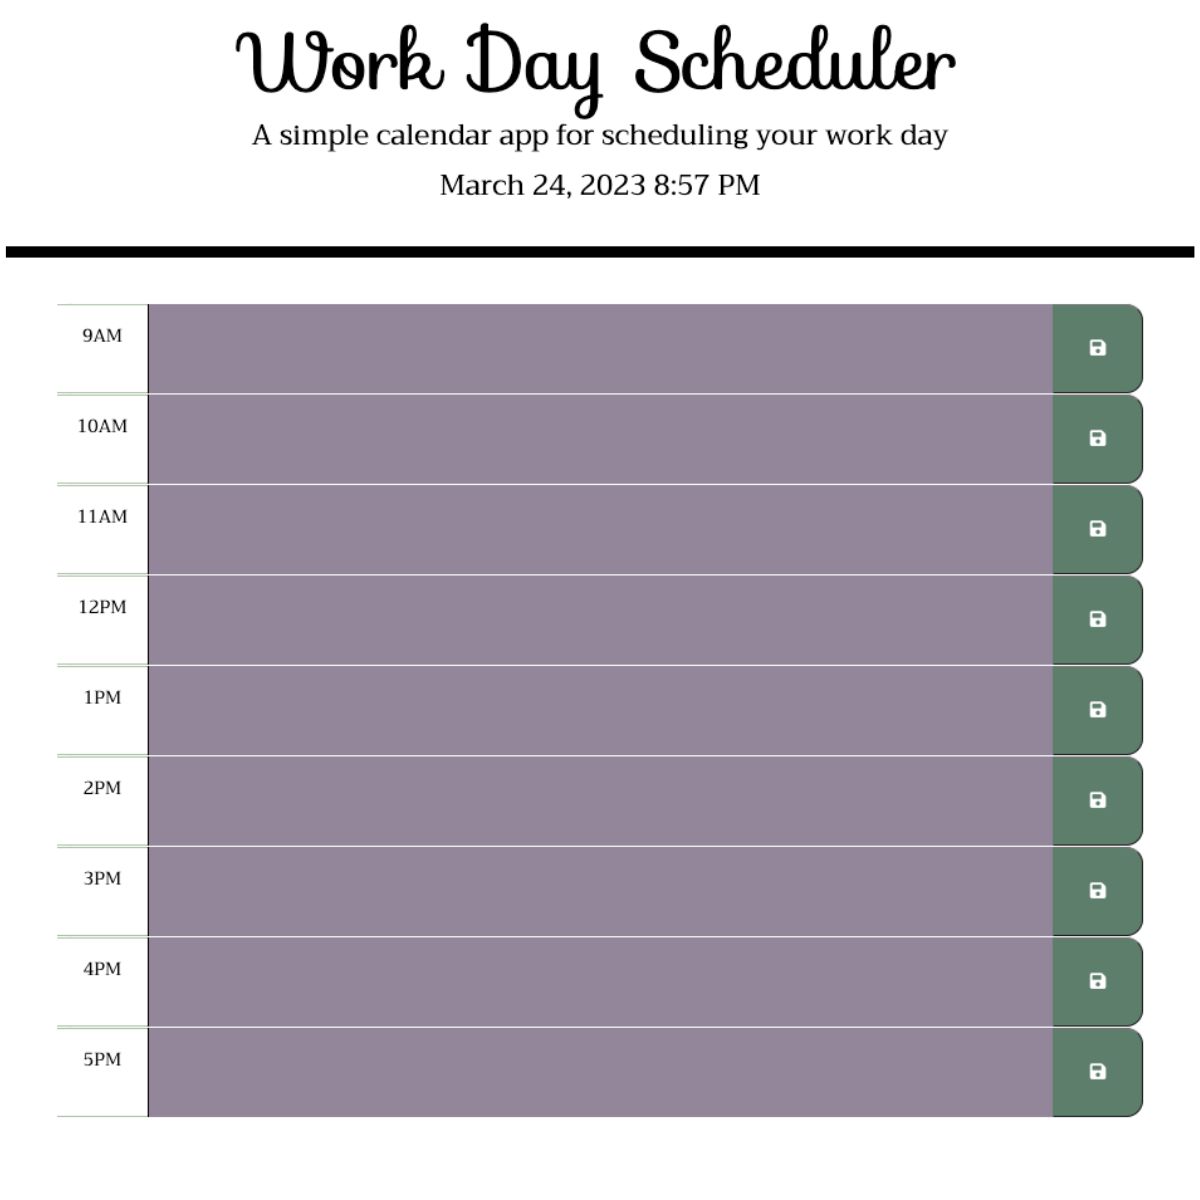 Work Day Scheduler
A simple calendar app for scheduling your work day
March 24, 2023 8:57 PM
9AM
10AM
11AM
12PM
1PM
2PM
3PM
4PM
5PM